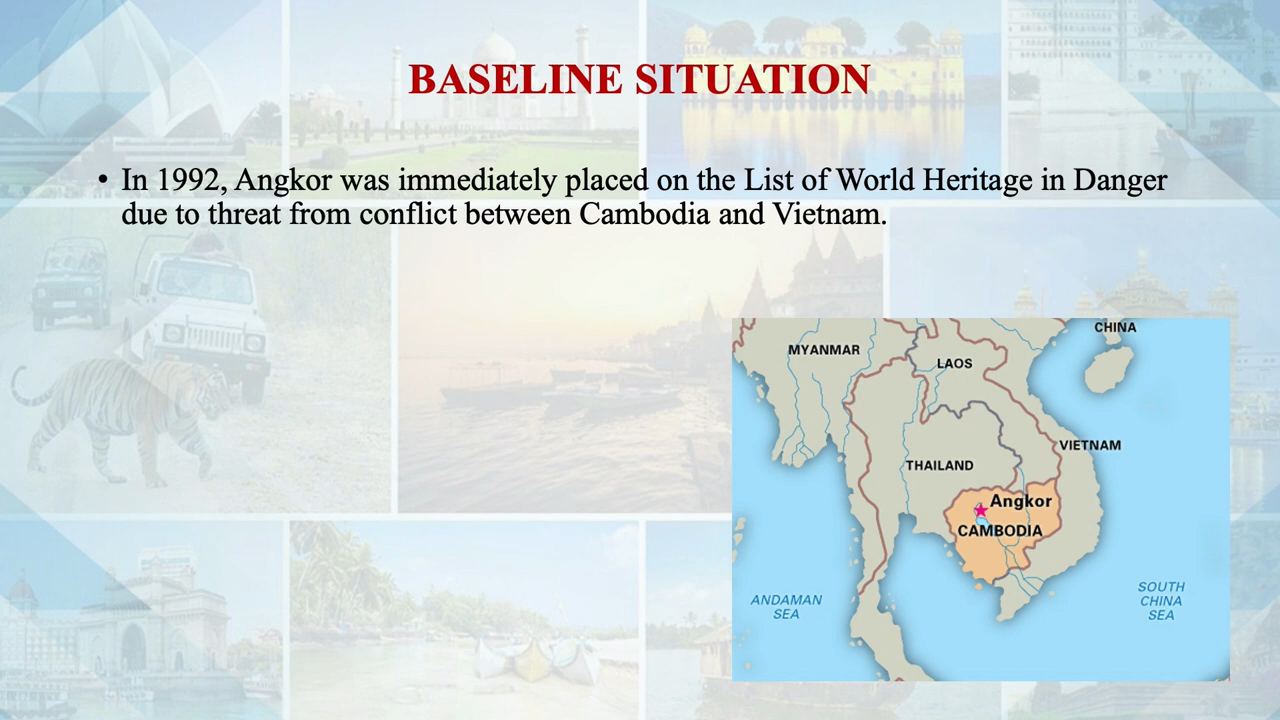 BASELINE SITUATION
• In 1992, Angkor was immediately placed on the List of World Heritage in Danger
due to threat from conflict between Cambodia and Vietnam.
CHINA
MYANMAR
LAOS
VIETNAM
THAILAND
Angkor
CAMBODIA
ANDAMAN
SEA
SOUTH
CHINA
SEA